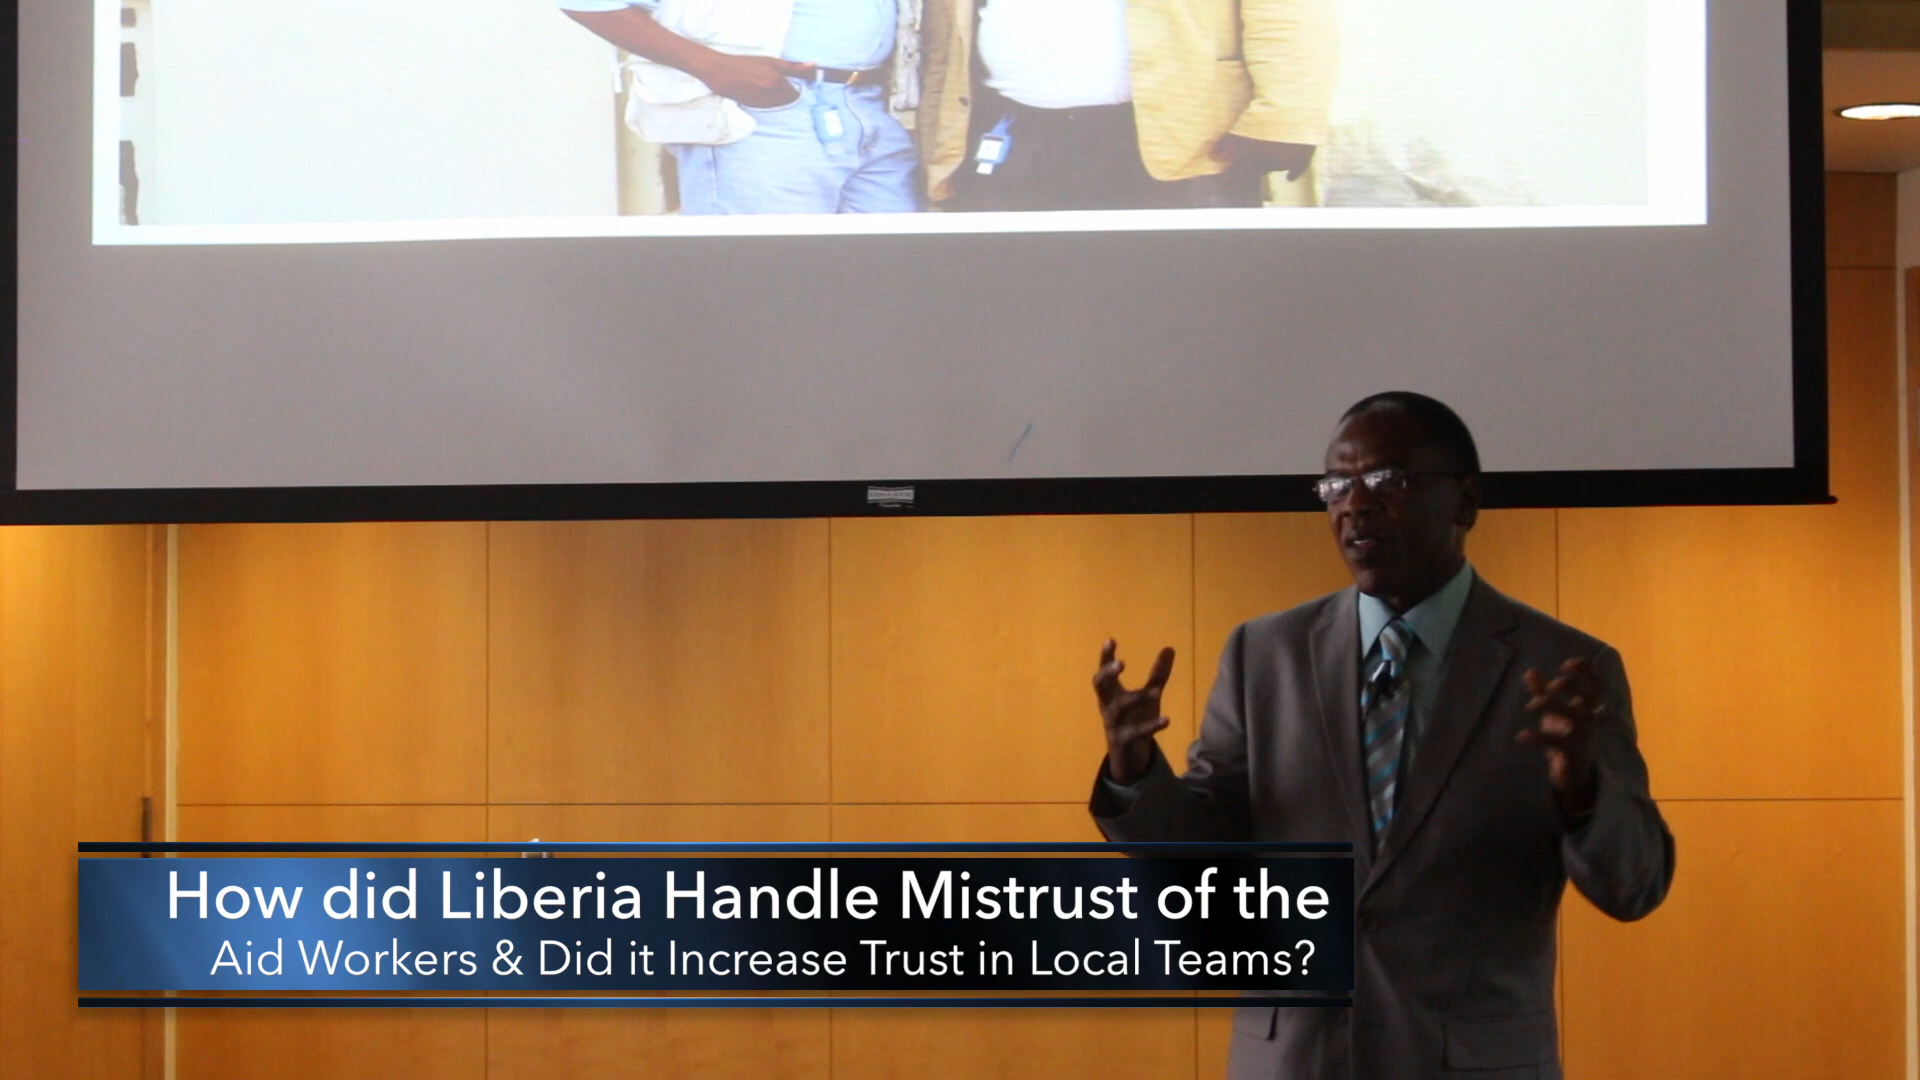 How did Liberia Handle Mistrust of the
Aid Workers & Did it Increase Trust in Local Teams?